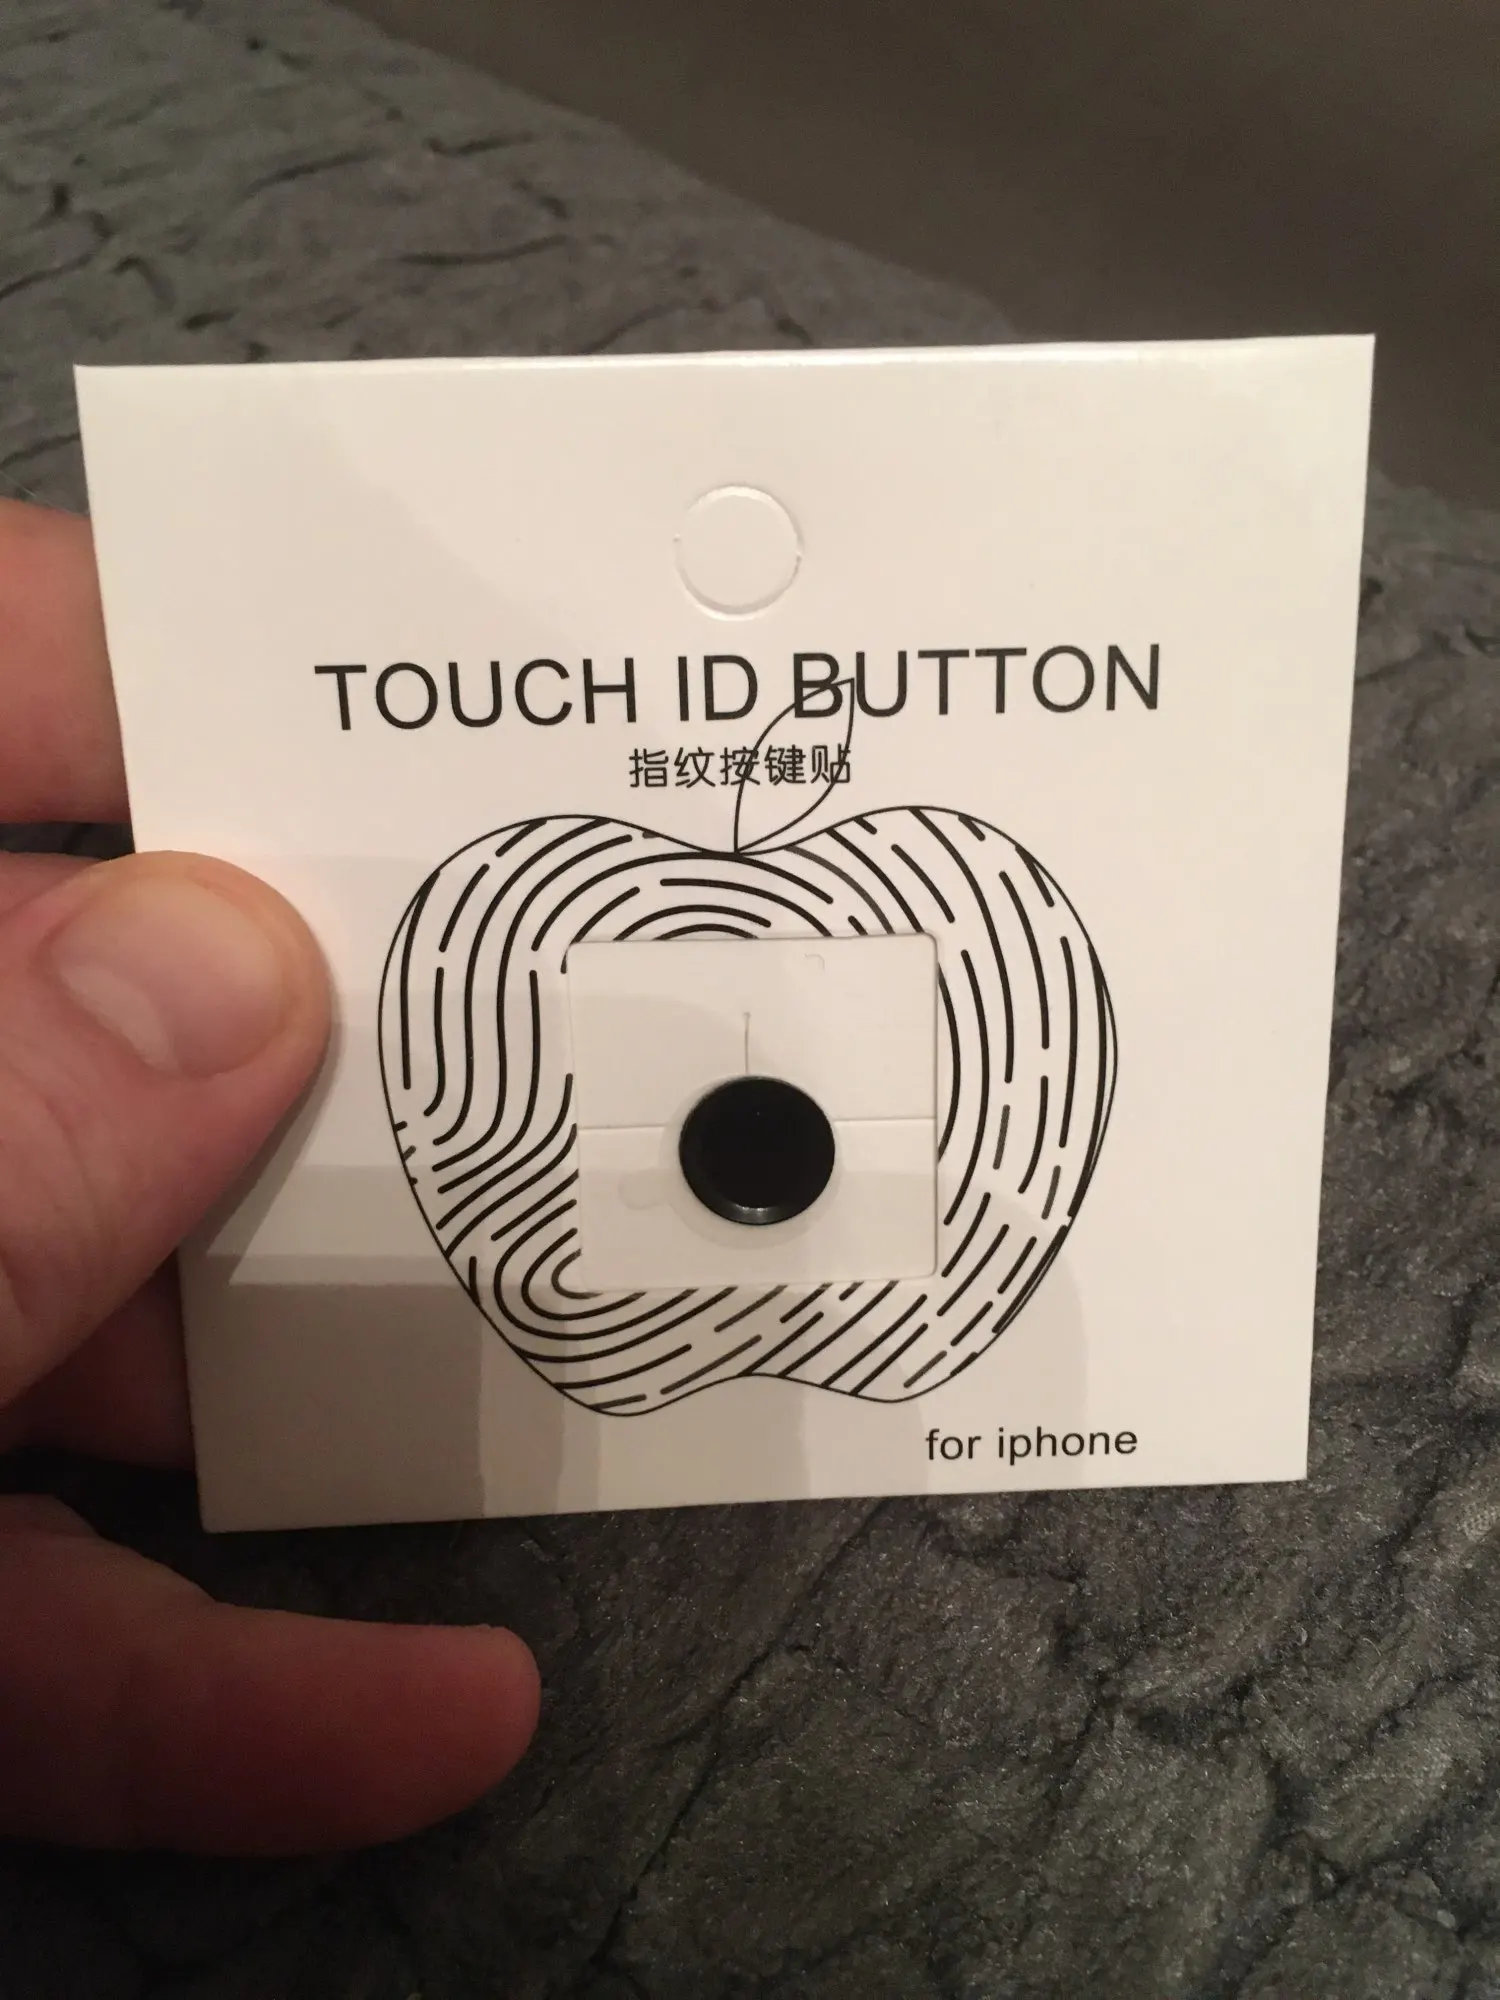 TOUCH ID BUTTON
指纹按键贴
for iphone